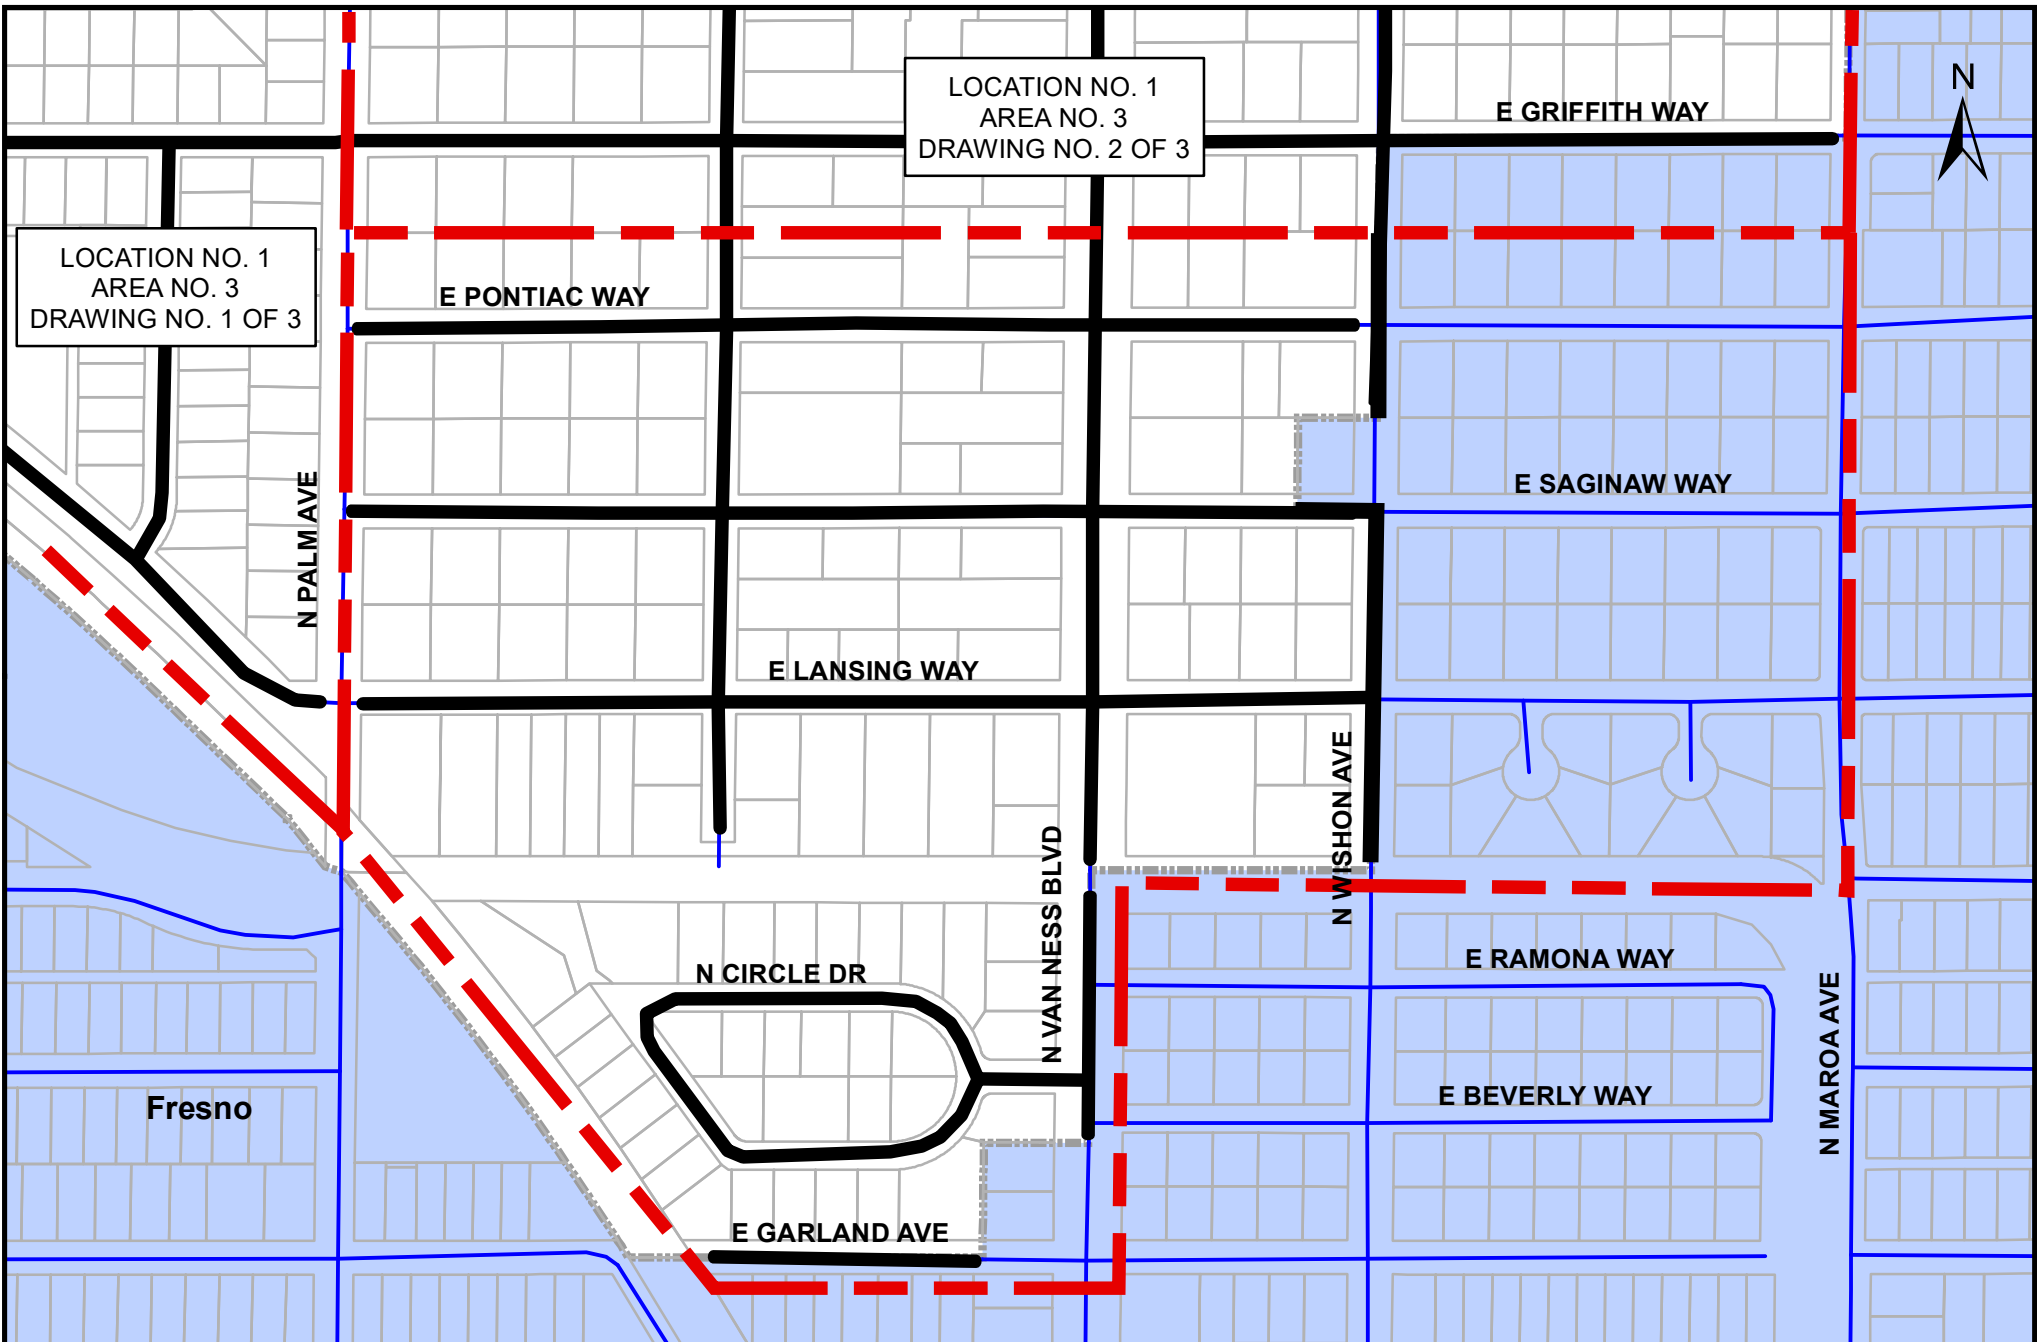 LOCATION NO. 1
AREA NO. 3
DRAWING NO. 2 OF 3
N
E GRIFFITH WAY
LOCATION NO. 1
AREA NO. 3
DRAWING NO. 1 OF 3
E PONTIAC WAY
E SAGINAW WAY
N PALM AVE
E LANSING WAY
N WISHON AVE
N VAN NESS BLVD
E RAMONA WAY
N CIRCLE DR
N MAROA AVE
E BEVERLY WAY
Fresno
E GARLAND AVE